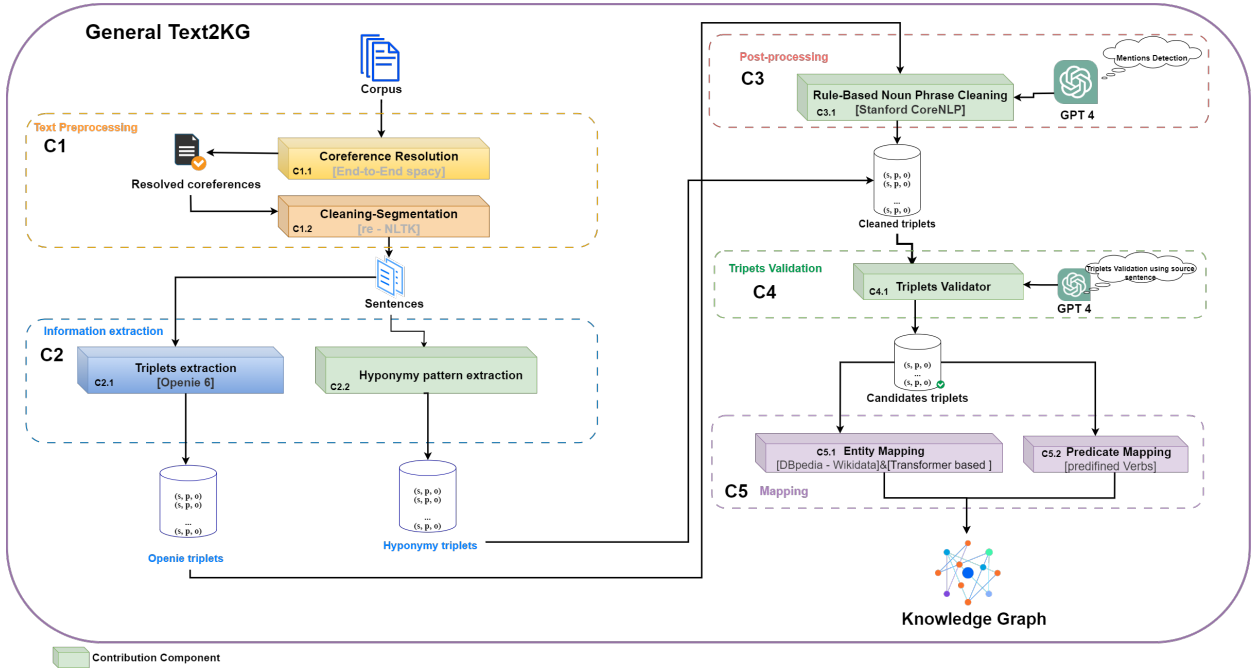 General Text2KG
Corpus
Text Preprocessing
C1
Coreference Resolution
[End-to-End spacy]
C1.1
Resolved coreferences
Cleaning-Segmentation
[re - NLTK]
C1.2
Sentences
Information extraction
C2
Triplets extraction
[Openie 6]
C2.1
Hyponymy pattern extraction
C2.2
(s, p, o)
(s, p, o)
...
(s, p, o)
Openie triplets
(s, p, o)
(s, p, o)
...
(s, p, o)
Hyponymy triplets
Post-processing
C3
Rule-Based Noun Phrase Cleaning
[Stanford CoreNLP]
C3.1
Mentions Detection
GPT 4
(s, p, o)
(s, p, o)
...
(s, p, o)
Cleaned triplets
Tripets Validation
C4
C4.1 Triplets Validator
Triplets Validation using source
sentence
GPT 4
(s, p, o)
...
(s, p, o)
Candidates triplets
C5.1 Entity Mapping
[DBpedia - Wikidata]&[Transformer based ]
C5.2 Predicate Mapping
[predifined Verbs]
C5 Mapping
Knowledge Graph
Contribution Component